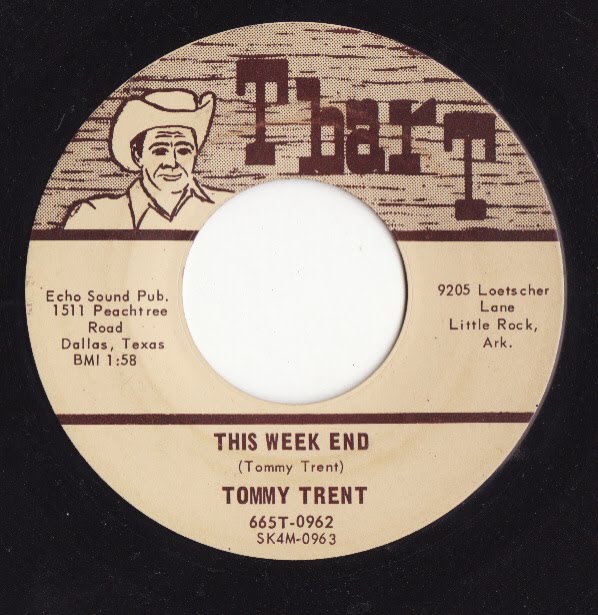 T bar T
Echo Sound Pub.
1511 Peachtree
Road
Dallas, Texas
BMI 1:58
9205 Loetscher
Lane
Little Rock,
Ark.
THIS WEEK END
(Tommy Trent)
TOMMY TRENT
665T-0962
SK4M-0963